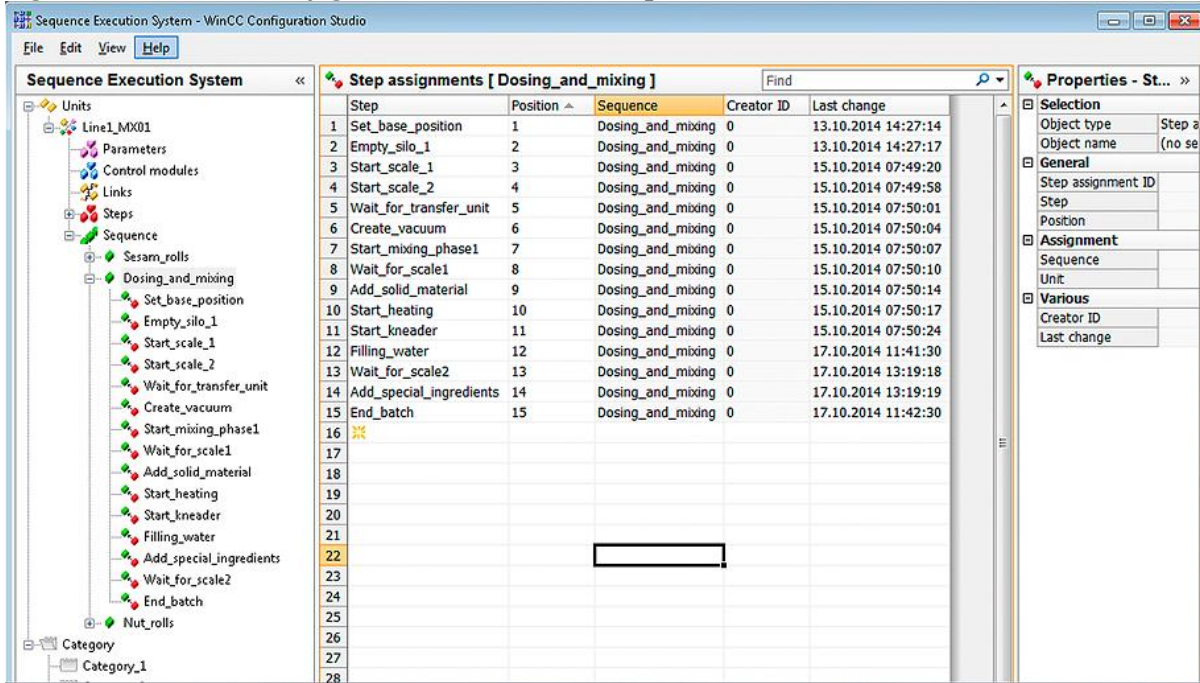 Sequence Execution System - WinCC Configuration Studio
File Edit View Help
Sequence Execution System «
Units
Line1_MX01
Parameters
Control modules
Links
Steps
Sequence
Sesam_rolls
Dosing_and_mixing
Set_base_position
Empty_silo_1
Start_scale_1
Start_scale_2
Wait_for_transfer_unit
Create_vacuum
Start_mixing_phase1
Wait_for_scale1
Add_solid_material
Start_heating
Start_kneader
Filling_water
Add_special_ingredients
Wait_for_scale2
End_batch
Nut_rolls
Category
Category_1
Step assignments [ Dosing_and_mixing ] Find
Step Position Sequence Creator ID Last change
1 Set_base_position 1 Dosing_and_mixing 0 13.10.2014 14:27:14
2 Empty_silo_1 2 Dosing_and_mixing 0 13.10.2014 14:27:17
3 Start_scale_1 3 Dosing_and_mixing 0 15.10.2014 07:49:20
4 Start_scale_2 4 Dosing_and_mixing 0 15.10.2014 07:49:58
5 Wait_for_transfer_unit 5 Dosing_and_mixing 0 15.10.2014 07:50:01
6 Create_vacuum 6 Dosing_and_mixing 0 15.10.2014 07:50:04
7 Start_mixing_phase1 7 Dosing_and_mixing 0 15.10.2014 07:50:07
8 Wait_for_scale1 8 Dosing_and_mixing 0 15.10.2014 07:50:10
9 Add_solid_material 9 Dosing_and_mixing 0 15.10.2014 07:50:14
10 Start_heating 10 Dosing_and_mixing 0 15.10.2014 07:50:17
11 Start_kneader 11 Dosing_and_mixing 0 15.10.2014 07:50:24
12 Filling_water 12 Dosing_and_mixing 0 17.10.2014 11:41:30
13 Wait_for_scale2 13 Dosing_and_mixing 0 17.10.2014 13:19:18
14 Add_special_ingredients 14 Dosing_and_mixing 0 17.10.2014 13:19:19
15 End_batch 15 Dosing_and_mixing 0 17.10.2014 11:42:30
16
17
18
19
20
21
22
23
24
25
26
27
28
Properties - St... »
Selection
Object type Step a
Object name (no se
General
Step assignment ID
Step
Position
Assignment
Sequence
Unit
Various
Creator ID
Last change